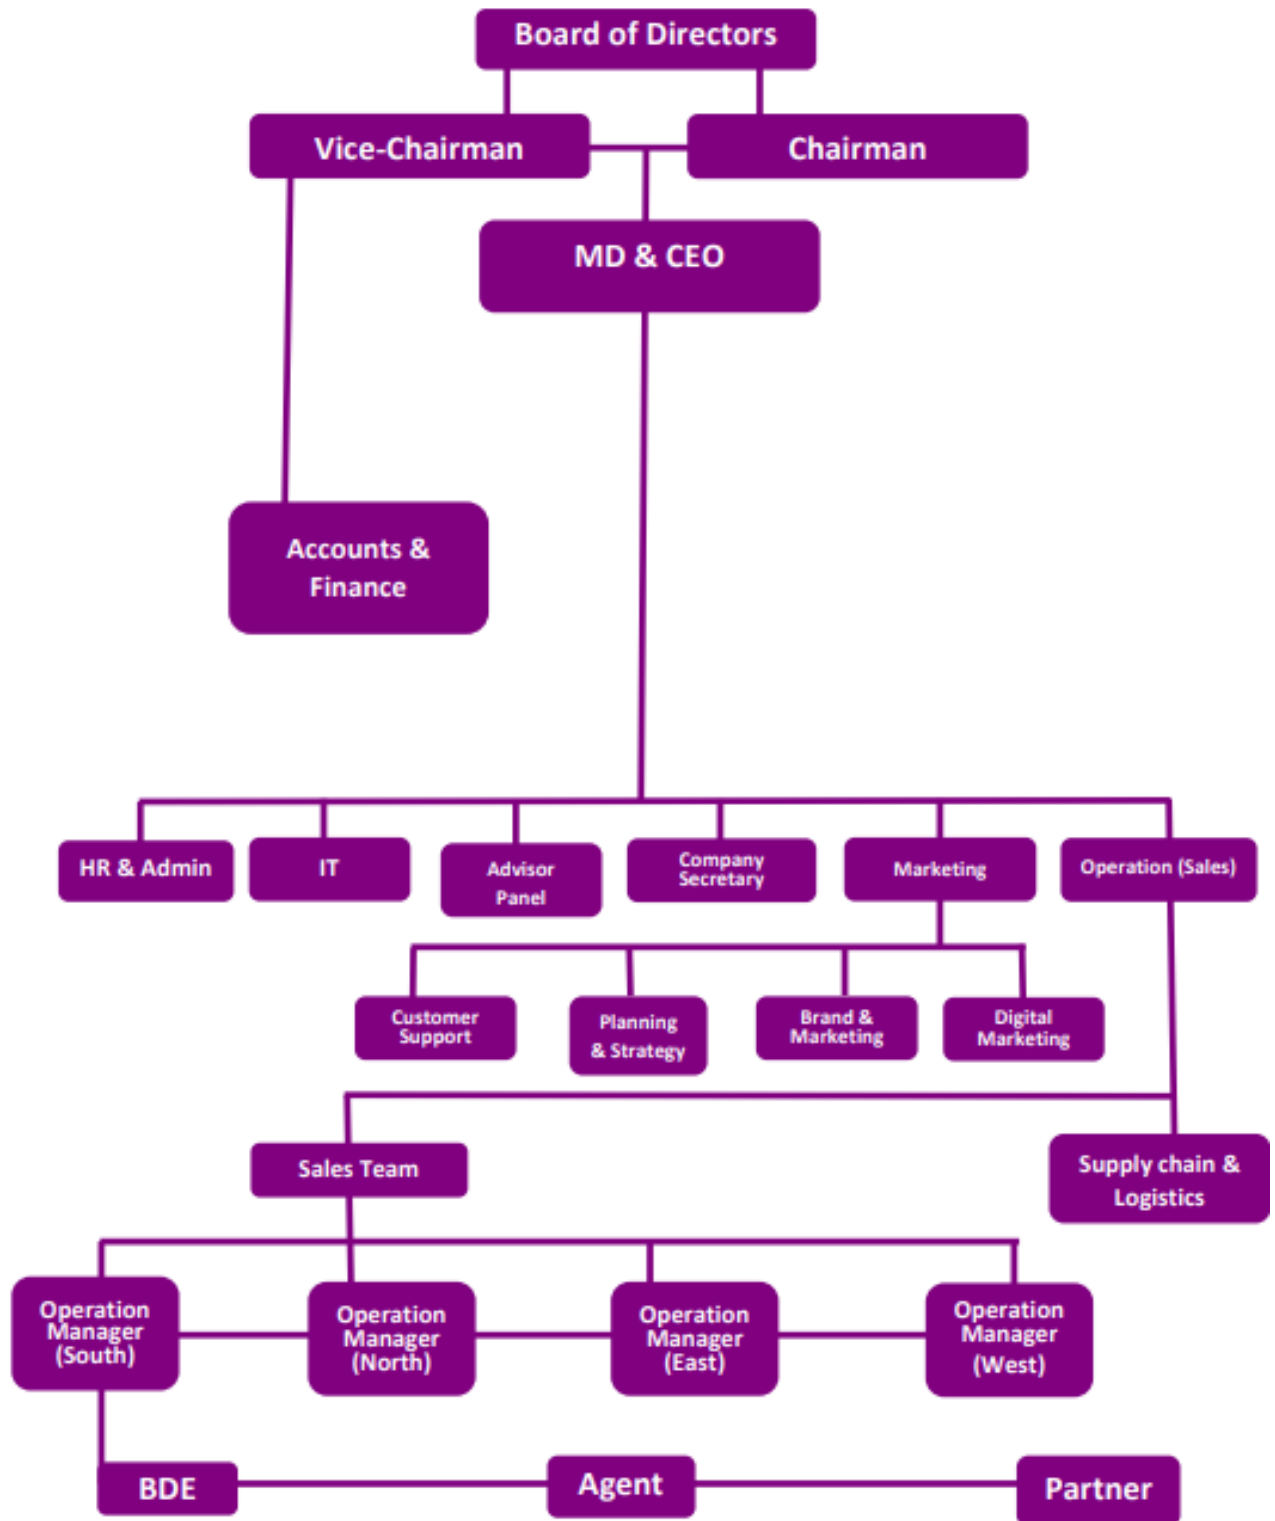 Board of Directors
Vice-Chairman
Chairman
MD & CEO
Accounts &
Finance
HR & Admin
IT
Advisor
Panel
Company
Secretary
Marketing
Operation (Sales)
Customer
Support
Planning
& Strategy
Brand &
Marketing
Digital
Marketing
Sales Team
Supply chain &
Logistics
Operation
Manager
(South)
Operation
Manager
(North)
Operation
Manager
(East)
Operation
Manager
(West)
BDE
Agent
Partner